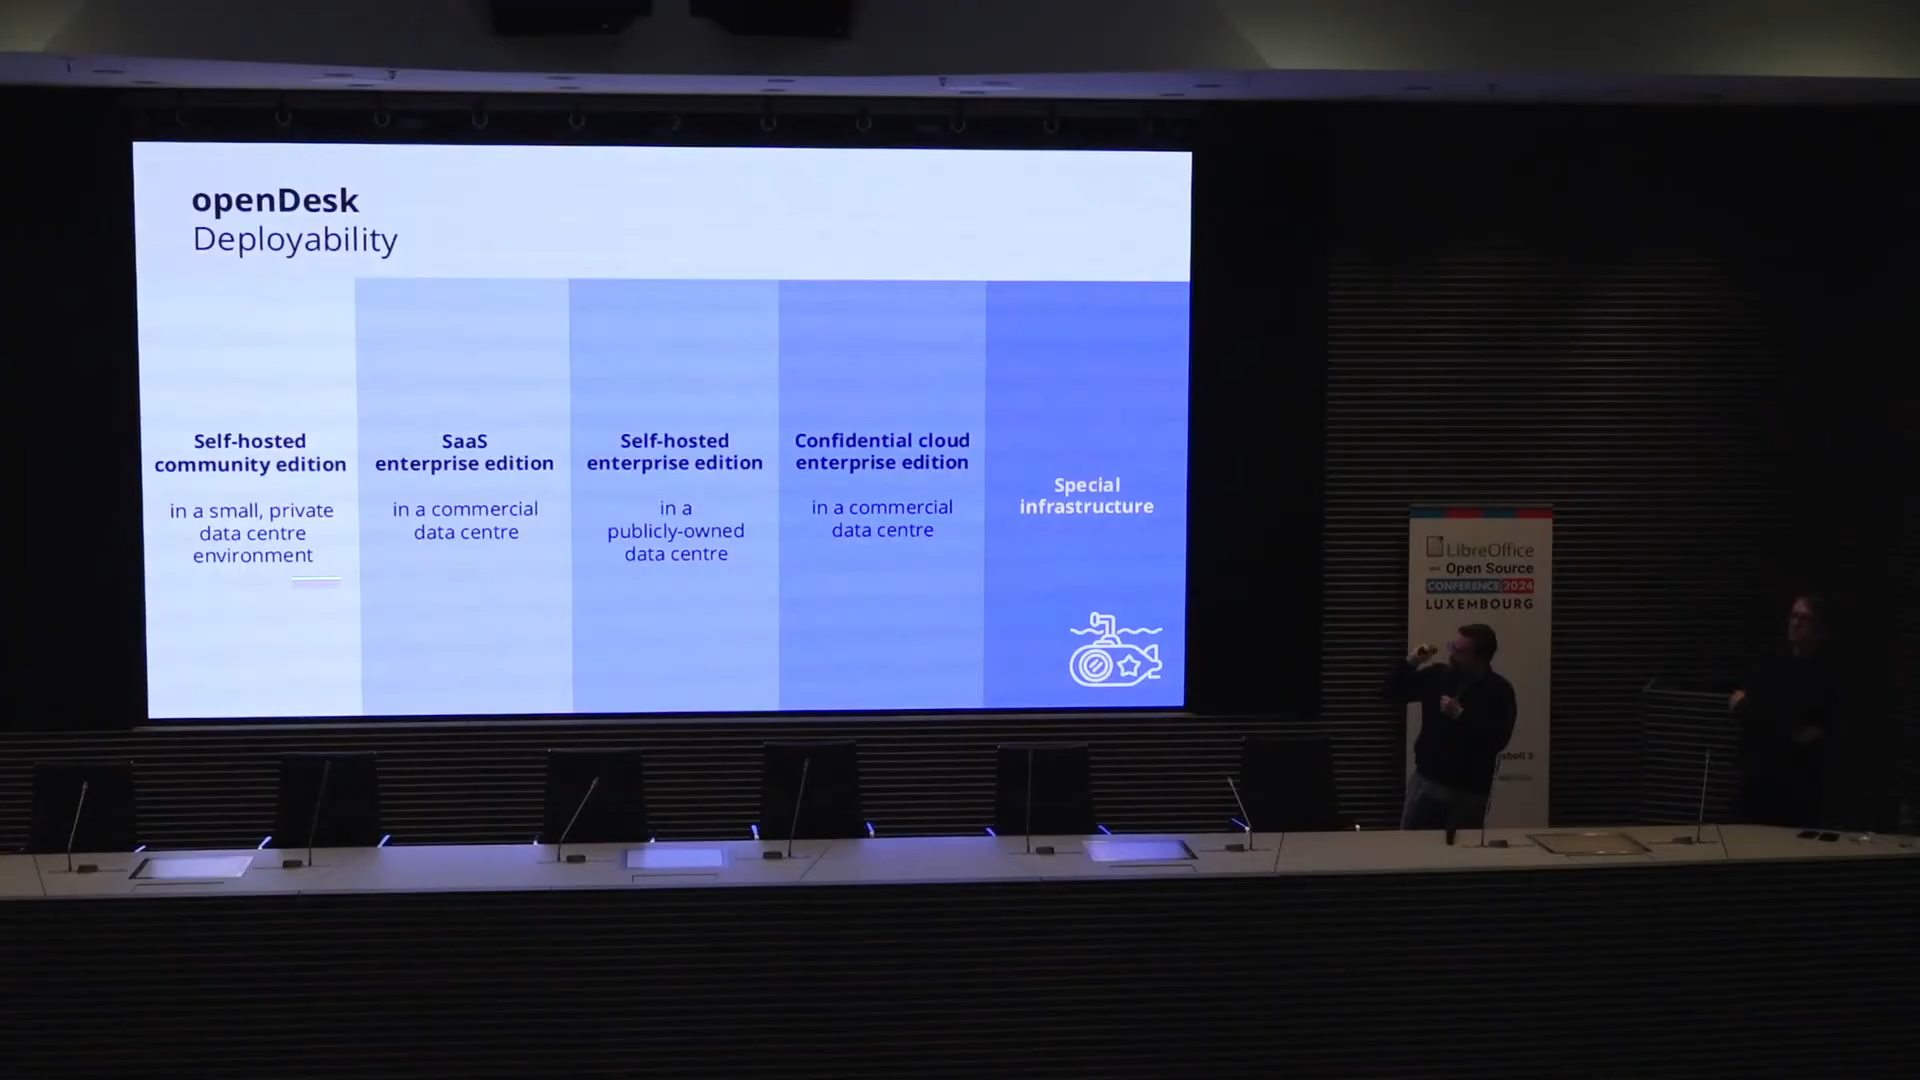 openDesk
Deployability
Self-hosted
community edition
in a small, private
data centre
environment
SaaS
enterprise edition
in a commercial
data centre
Self-hosted
enterprise edition
in a
publicly-owned
data centre
Confidential cloud
enterprise edition
in a commercial
data centre
Special
infrastructure
LibreOffice
Open Source
CONFERENCE 2024
LUXEMBOURG